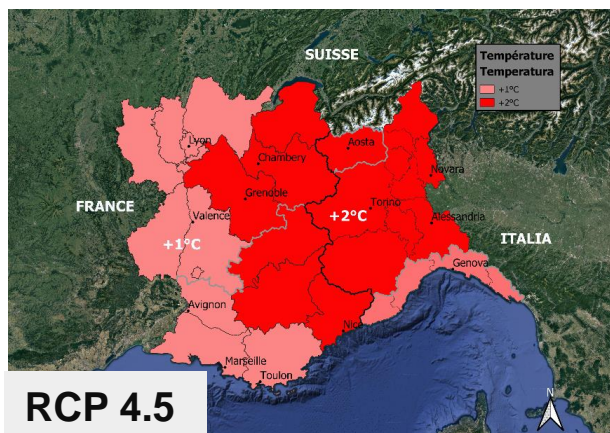 SUISSE
Température
Temperatura
+1°C
+2°C
Lyon
Aosta
Chambery
Novara
Grenoble
FRANCE
Valence
Torino
+2°C
Alessandria
+1°C
ITALIA
Genova
Avignon
Nice
Marseille
Toulon
N
RCP 4.5